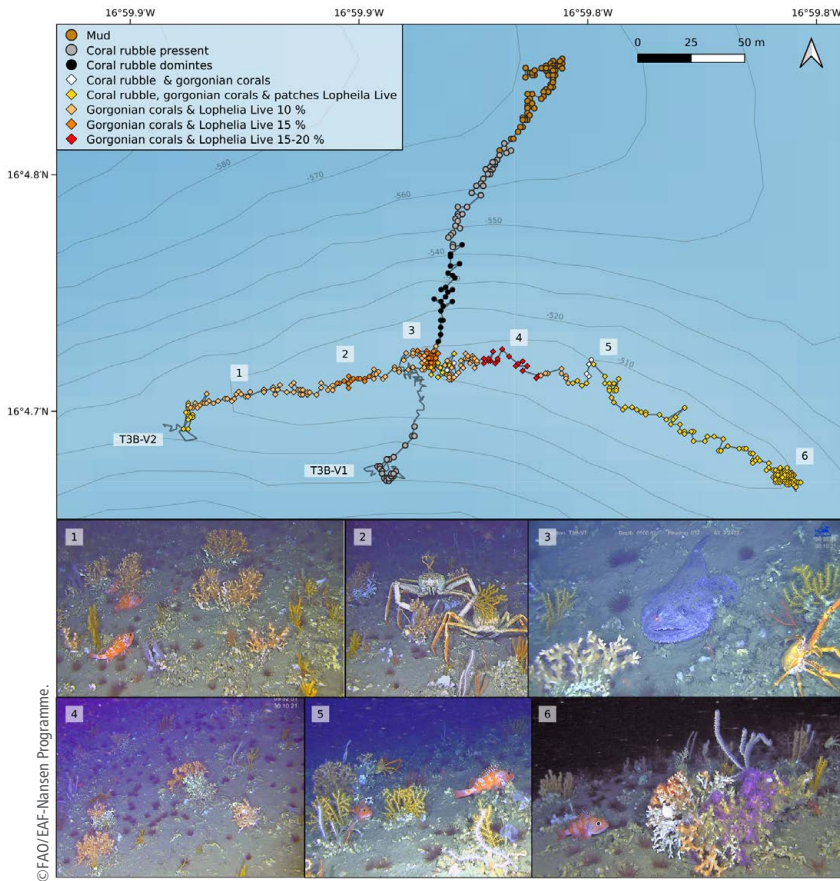 16°59.9'W 16°59.9'W 16°59.8'W 16°59.8'W
Mud
Coral rubble pressent
Coral rubble domintes
Coral rubble & gorgonian corals
Coral rubble, gorgonian corals & patches Lopheila Live
Gorgonian corals & Lophelia Live 10 %
Gorgonian corals & Lophelia Live 15 %
Gorgonian corals & Lophelia Live 15-20 %
0 25 50 m
16°4.8'N
-580
-570
-560
-550
-540
-520
-510
3
4
5
2
1
16°4.7'N
T3B-V2
T3B-V1
6
1
2
3
4
30.10.21
5
6
©FAO/EAF-Nansen Programme.